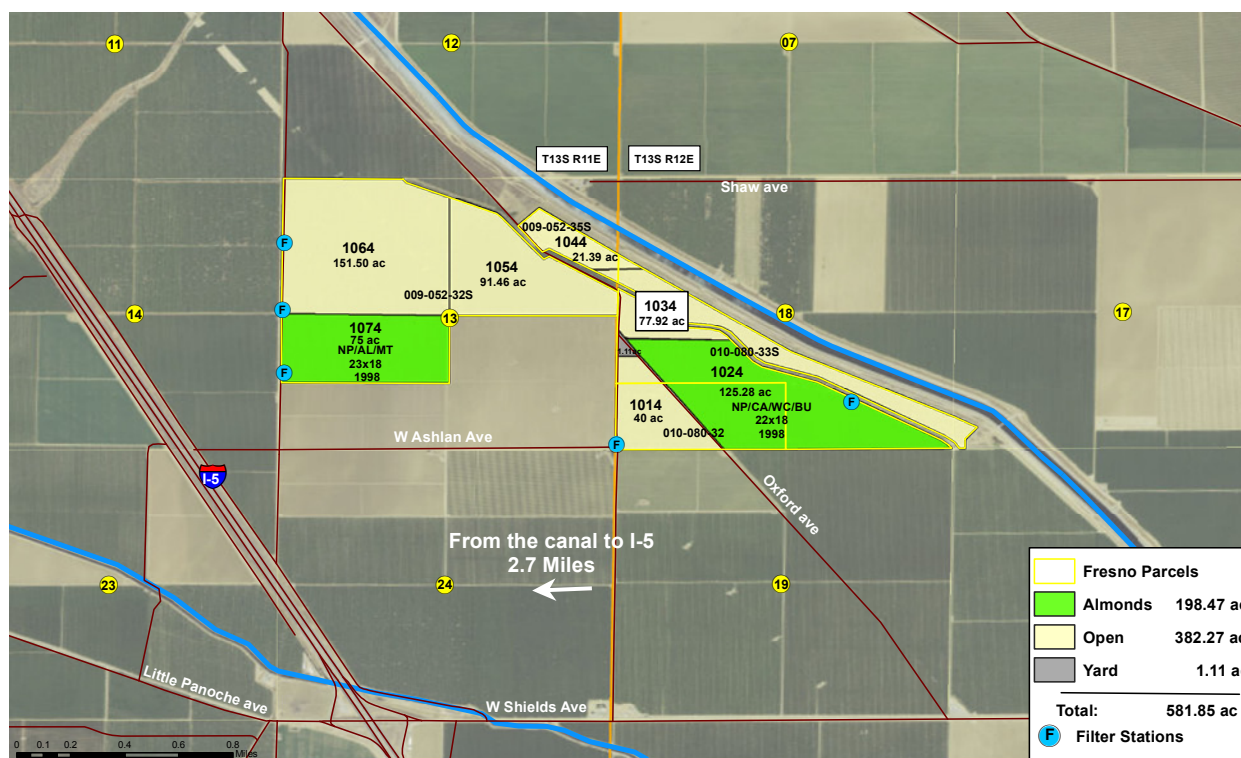 11
12
07
T13S R11E
T13S R12E
Shaw ave
009-052-35S
1044
21.39 ac
1064
151.50 ac
1054
91.46 ac
009-052-32S
F
F
F
14
13
18
17
1034
77.92 ac
1074
75 ac
NP/AL/MT
23x18
1998
010-080-33S
1024
125.28 ac
NP/CA/WC/BU
22x18
1998
F
1014
40 ac
010-080-32
F
W Ashlan Ave
I-5
Oxford ave
From the canal to I-5
2.7 Miles
23
24
19
Little Panoche ave
W Shields Ave
Fresno Parcels
Almonds 198.47 a
Open 382.27 a
Yard 1.11 a
Total: 581.85 ac
F Filter Stations
0 0.1 0.2 0.4 0.6 0.8
Miles